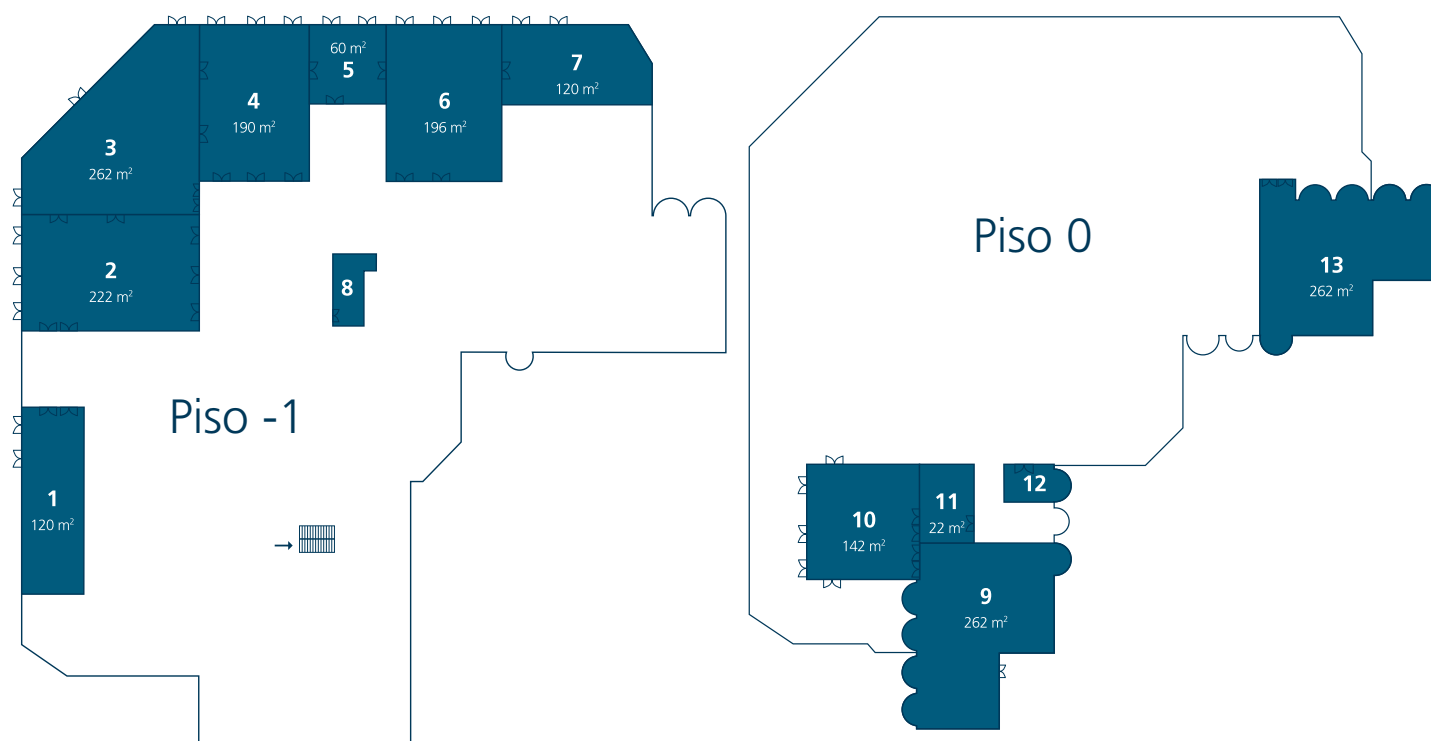 60 m²
5
7
120 m²
4
190 m²
6
196 m²
3
262 m²
2
222 m²
8
Piso -1
1
120 m²
Piso 0
13
262 m²
12
11
22 m²
10
142 m²
9
262 m²